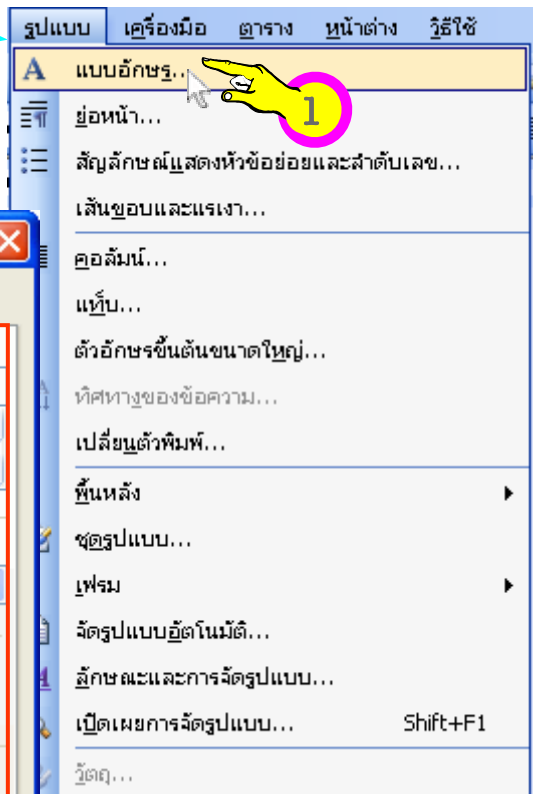 รูปแบบ เครื่องมือ ตาราง หน้าต่าง วิธีใช้
แบบอักษร...
1
ย่อหน้า...
สัญลักษณ์แสดงหัวข้อย่อยและลำดับเลข...
เส้นขอบและแรเงา...
คอลัมน์...
แท็บ...
ตัวอักษรขึ้นต้นขนาดใหญ่...
ทิศทางของข้อความ...
เปลี่ยนตัวพิมพ์...
พื้นหลัง
ชุดรูปแบบ...
เฟรม
จัดรูปแบบอัตโนมัติ...
ลักษณะและการจัดรูปแบบ...
เปิดเผยการจัดรูปแบบ... Shift+F1
วัตถุ...